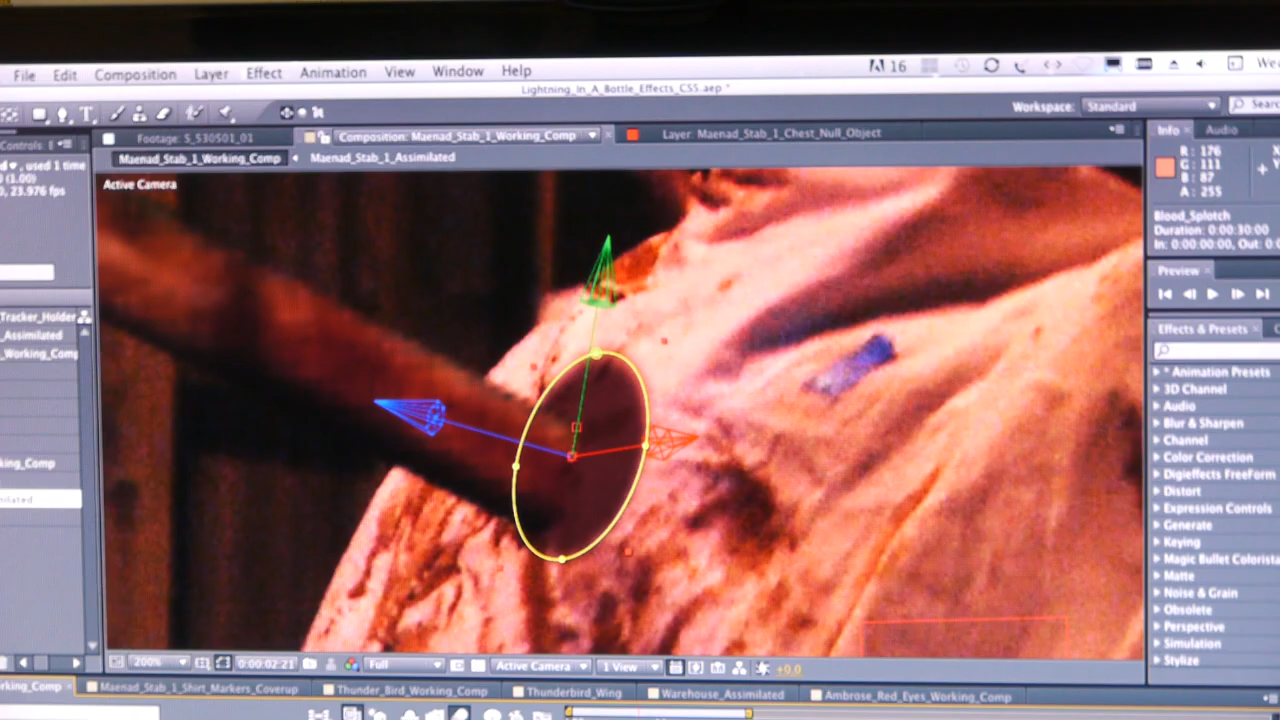 File Edit Composition Layer Effect Animation View Window Help
16
Lightning_In_A_Bottle_Effects_CS5.aep *
Workspace: Standard
Footage: S_530501_01
Composition: Maenad_Stab_1_Working_Comp
Layer: Maenad_Stab_1_Chest_Null_Object
Info Audio
Maenad_Stab_1_Working_Comp
Maenad_Stab_1_Assimilated
, used 1 time
(1.00)
, 23.976 fps
Active Camera
R: 176
G: 111
B: 87
A: 255
Blood_Splotch
Duration: 0:00:30:00
In: 0:00:00:00, Out: 0:
Preview
Effects & Presets
* Animation Presets
3D Channel
Audio
Blur & Sharpen
Channel
Color Correction
Digieffects FreeForm
Distort
Expression Controls
Generate
Keying
Magic Bullet Colorista
Matte
Noise & Grain
Obsolete
Perspective
Simulation
Stylize
Tracker_Holder
_Assimilated
_Working_Comp
king_Comp
200%
0:00:02:21
Full
Active Camera
1 View
+0.0
rking_Comp
Maenad_Stab_1_Shirt_Markers_Coverup
Thunder_Bird_Working_Comp
Thunderbird_Wing
Warehouse_Assimilated
Ambrose_Red_Eyes_Working_Comp